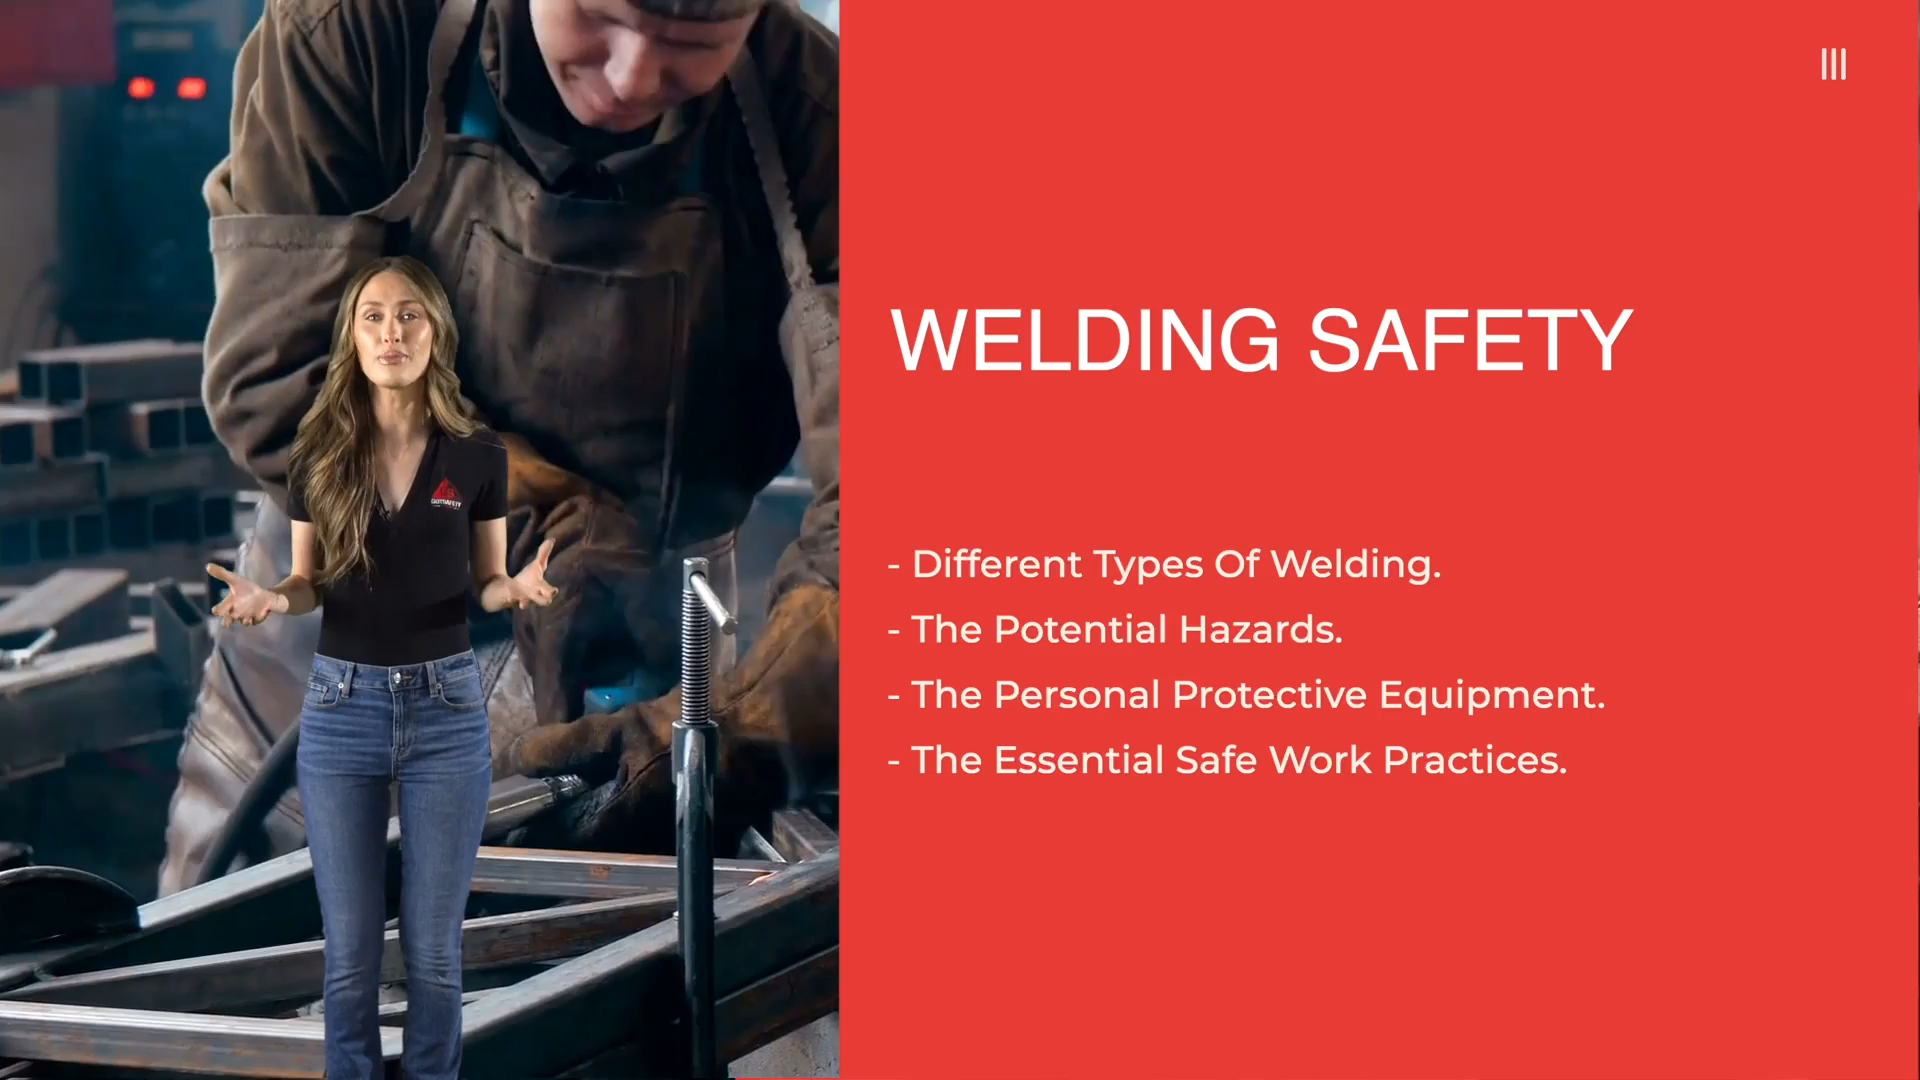 WELDING SAFETY
- Different Types Of Welding.
- The Potential Hazards.
- The Personal Protective Equipment.
- The Essential Safe Work Practices.